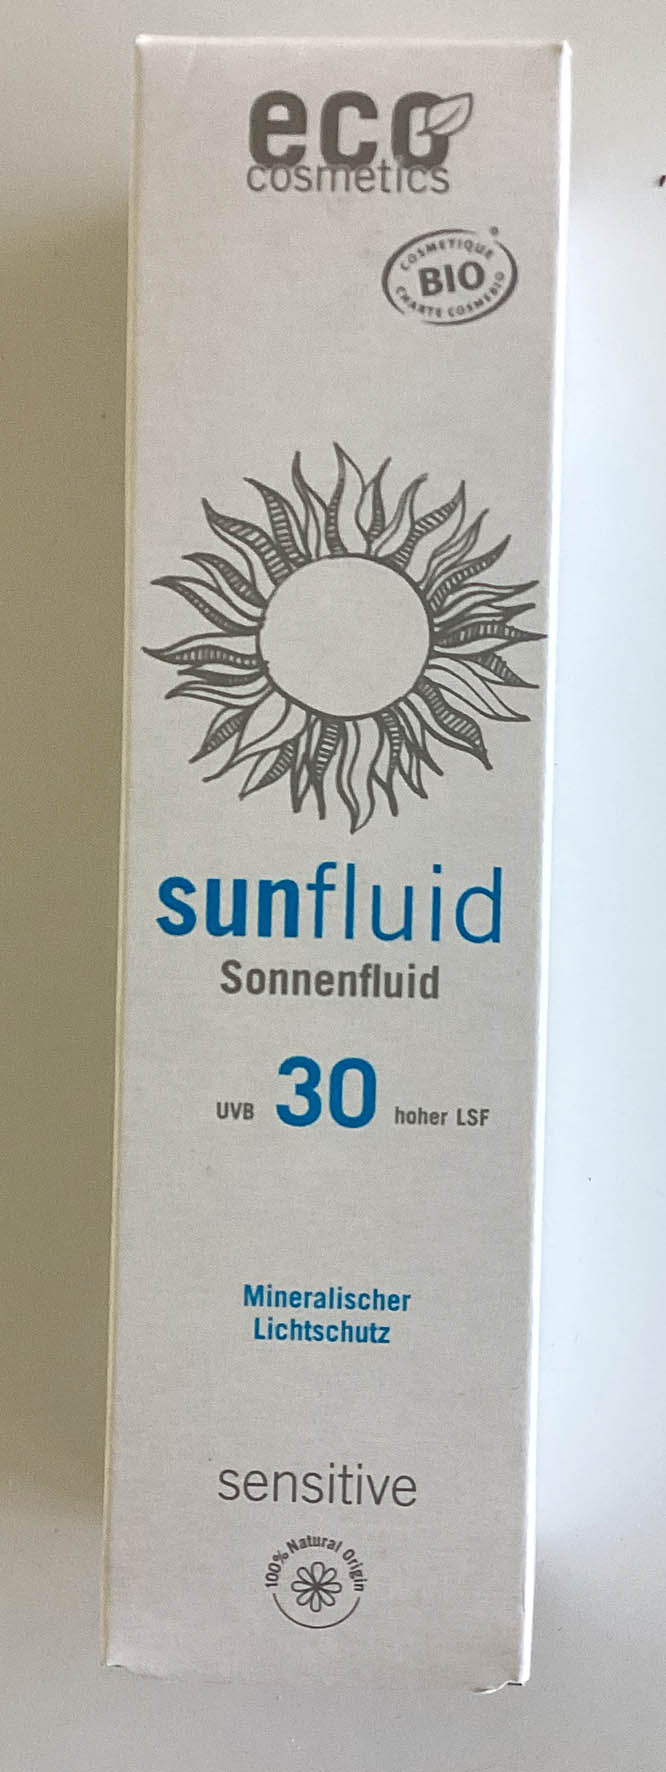 eco
cosmetics
COSMETIQUE
BIO
CHARTE COSMEBIO
sunfluid
Sonnenfluid
UVB 30 hoher LSF
Mineralischer
Lichtschutz
sensitive
100% Natural Origin